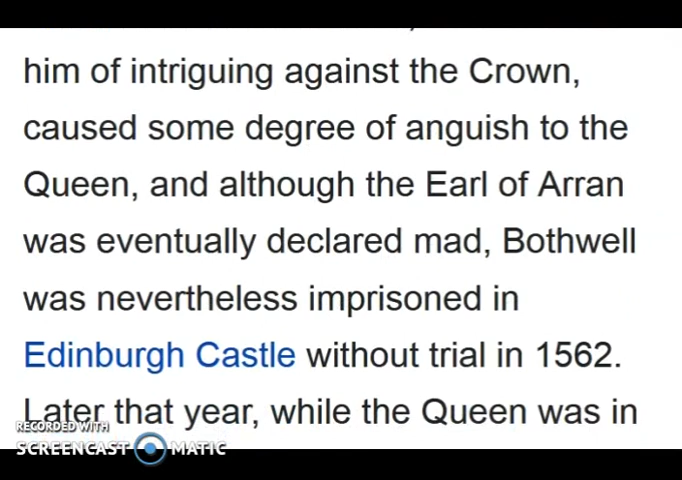 him of intriguing against the Crown,
caused some degree of anguish to the
Queen, and although the Earl of Arran
was eventually declared mad, Bothwell
was nevertheless imprisoned in
Edinburgh Castle without trial in 1562.
Later that year, while the Queen was in
RECORDED WITH
SCREENCAST MATIC